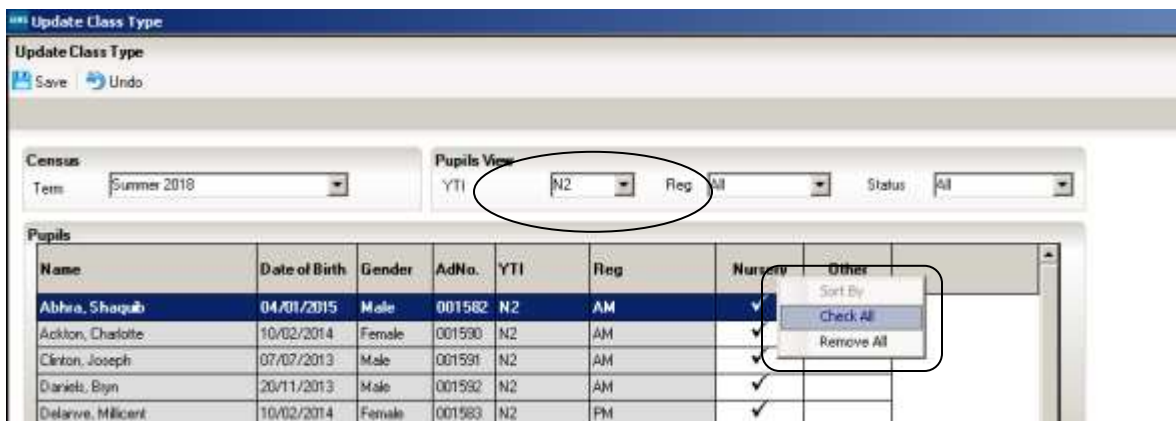 Update Class Type
Update Class Type
Save Undo
Census Pupils View
Term Summer 2018 YTI N2 Reg All Status All
Pupils
Name Date of Birth Gender AdNo. YTI Reg Nursery Other
Sort By
Abhra, Shaquib 04/01/2015 Male 001582 N2 AM
Check All
Ackton, Charlotte 10/02/2014 Female 001590 N2 AM
Remove All
Clinton, Joseph 07/07/2013 Male 001591 N2 AM
Daniels, Bryn 20/11/2013 Male 001592 N2 AM
Millicent 10/02/2014 Female 001583 N2 PM